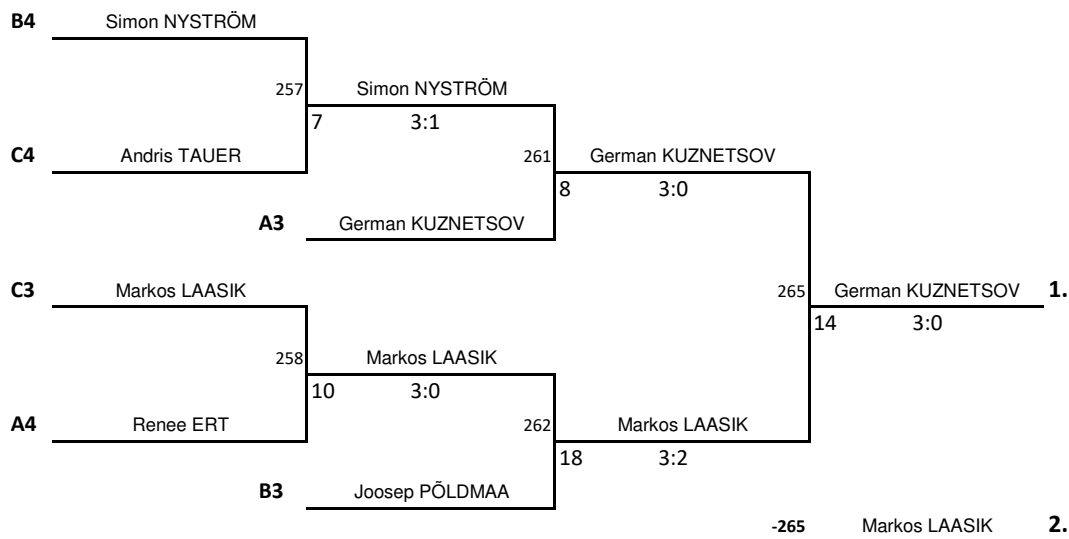 B4 Simon NYSTRÖM
257 Simon NYSTRÖM
7 3:1
C4 Andris TAUER
261 German KUZNETSOV
8 3:0
A3 German KUZNETSOV
C3 Markos LAASIK
265 German KUZNETSOV 1.
14 3:0
258 Markos LAASIK
10 3:0
A4 Renee ERT
262 Markos LAASIK
18 3:2
B3 Joosep PÕLDMAA
-265 Markos LAASIK 2.